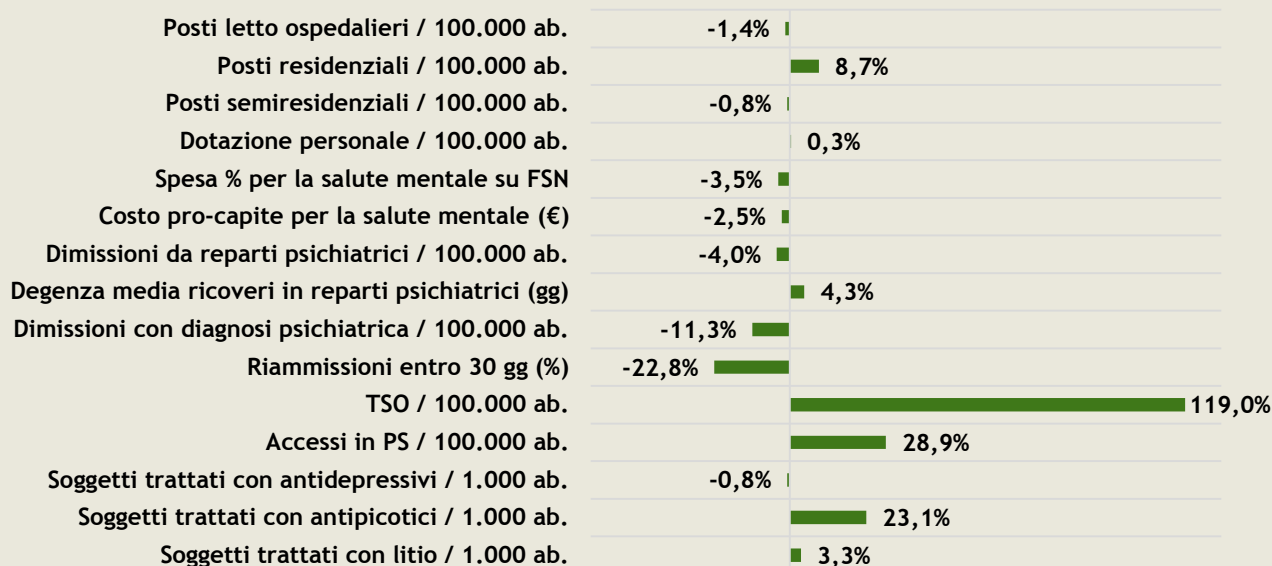 Posti letto ospedalieri / 100.000 ab. -1,4%
Posti residenziali / 100.000 ab. 8,7%
Posti semiresidenziali / 100.000 ab. -0,8%
Dotazione personale / 100.000 ab. 0,3%
Spesa % per la salute mentale su FSN -3,5%
Costo pro-capite per la salute mentale (€) -2,5%
Dimissioni da reparti psichiatrici / 100.000 ab. -4,0%
Degenza media ricoveri in reparti psichiatrici (gg) 4,3%
Dimissioni con diagnosi psichiatrica / 100.000 ab. -11,3%
Riammissioni entro 30 gg (%) -22,8%
TSO / 100.000 ab. 119,0%
Accessi in PS / 100.000 ab. 28,9%
Soggetti trattati con antidepressivi / 1.000 ab. -0,8%
Soggetti trattati con antipicotici / 1.000 ab. 23,1%
Soggetti trattati con litio / 1.000 ab. 3,3%